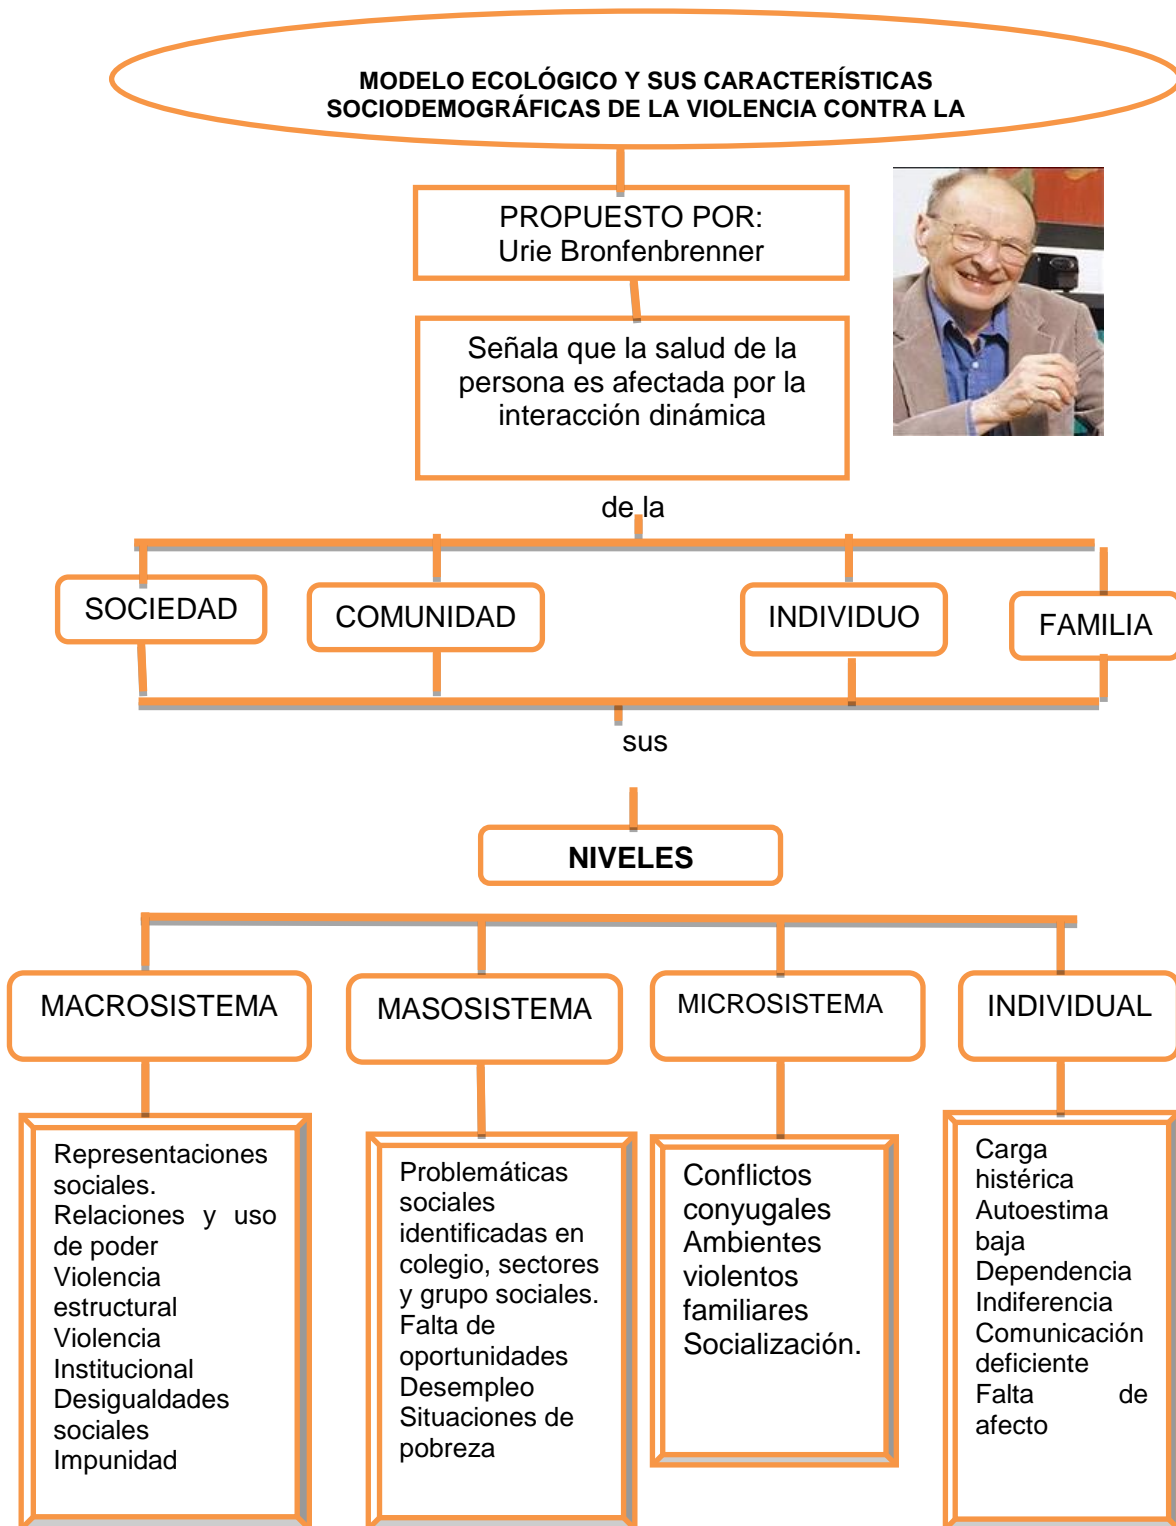 MODELO ECOLÓGICO Y SUS CARACTERÍSTICAS
SOCIODEMOGRÁFICAS DE LA VIOLENCIA CONTRA LA
PROPUESTO POR:
Urie Bronfenbrenner
Señala que la salud de la
persona es afectada por la
interacción dinámica
de la
SOCIEDAD
COMUNIDAD
INDIVIDUO
FAMILIA
sus
NIVELES
MACROSISTEMA
MASOSISTEMA
MICROSISTEMA
INDIVIDUAL
Representaciones
sociales.
Relaciones y uso
de poder
Violencia
estructural
Violencia
Institucional
Desigualdades
sociales
Impunidad
Problemáticas
sociales
identificadas en
colegio, sectores
y grupo sociales.
Falta de
oportunidades
Desempleo
Situaciones de
pobreza
Conflictos
conyugales
Ambientes
violentos
familiares
Socialización.
Carga
histérica
Autoestima
baja
Dependencia
Indiferencia
Comunicación
deficiente
Falta de
afecto